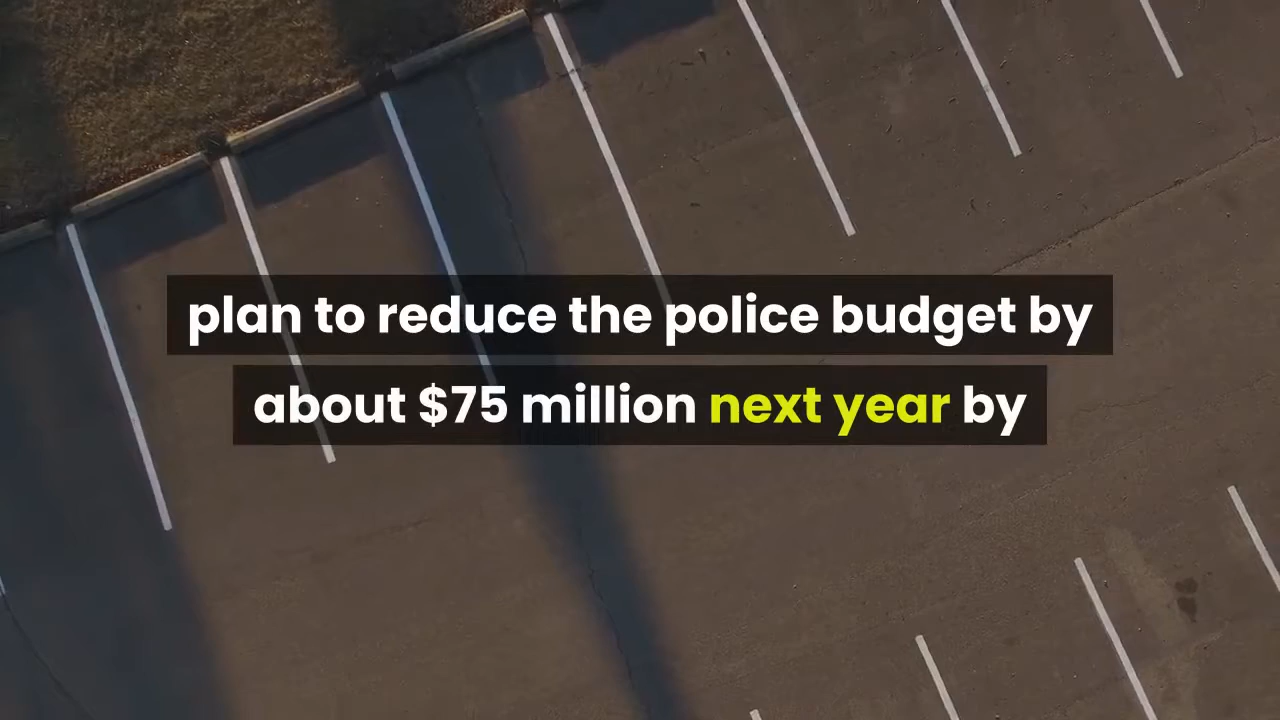 plan to reduce the police budget by
about $75 million next year by